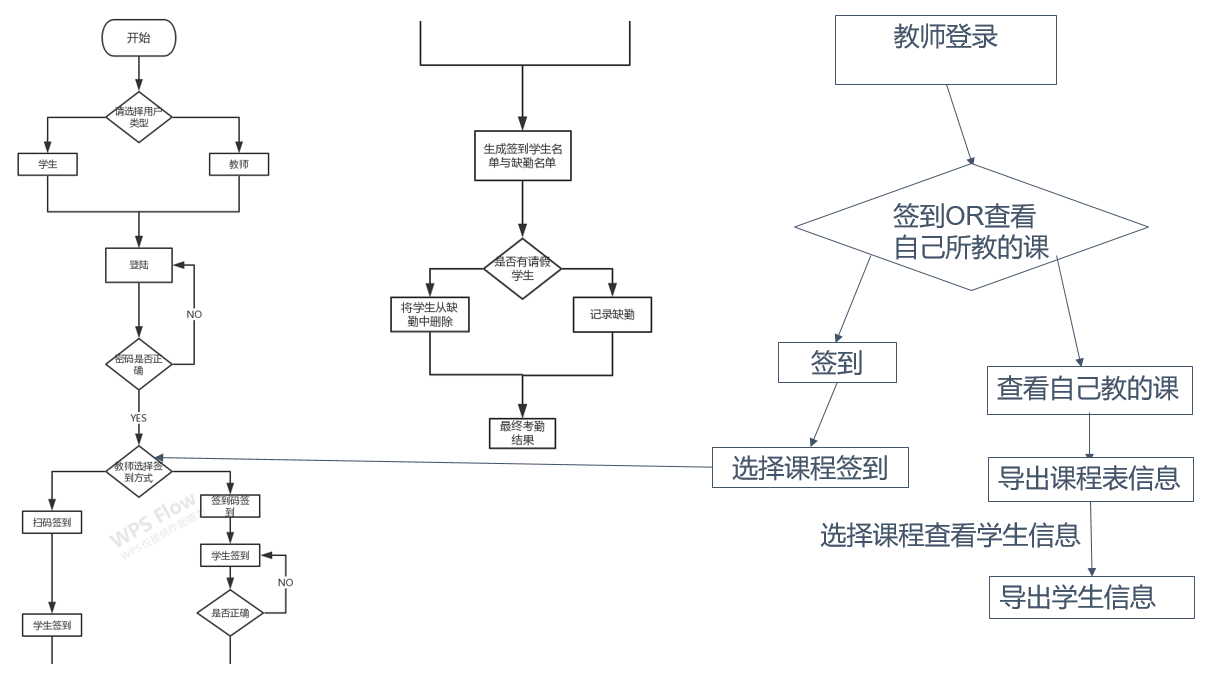 开始
请选择用户
类型
学生
教师
登陆
NO
密码是否正
确
YES
教师选择签
到方式
扫码签到
签到码签
到
学生签到
NO
是否正确
学生签到
WPS Flow
生成签到学生名
单与缺勤名单
是否有请假
学生
将学生从缺
勤中删除
记录缺勤
最终考勤
结果
教师登录
签到OR查看
自己所教的课
签到
查看自己教的课
选择课程签到
导出课程表信息
选择课程查看学生信息
导出学生信息